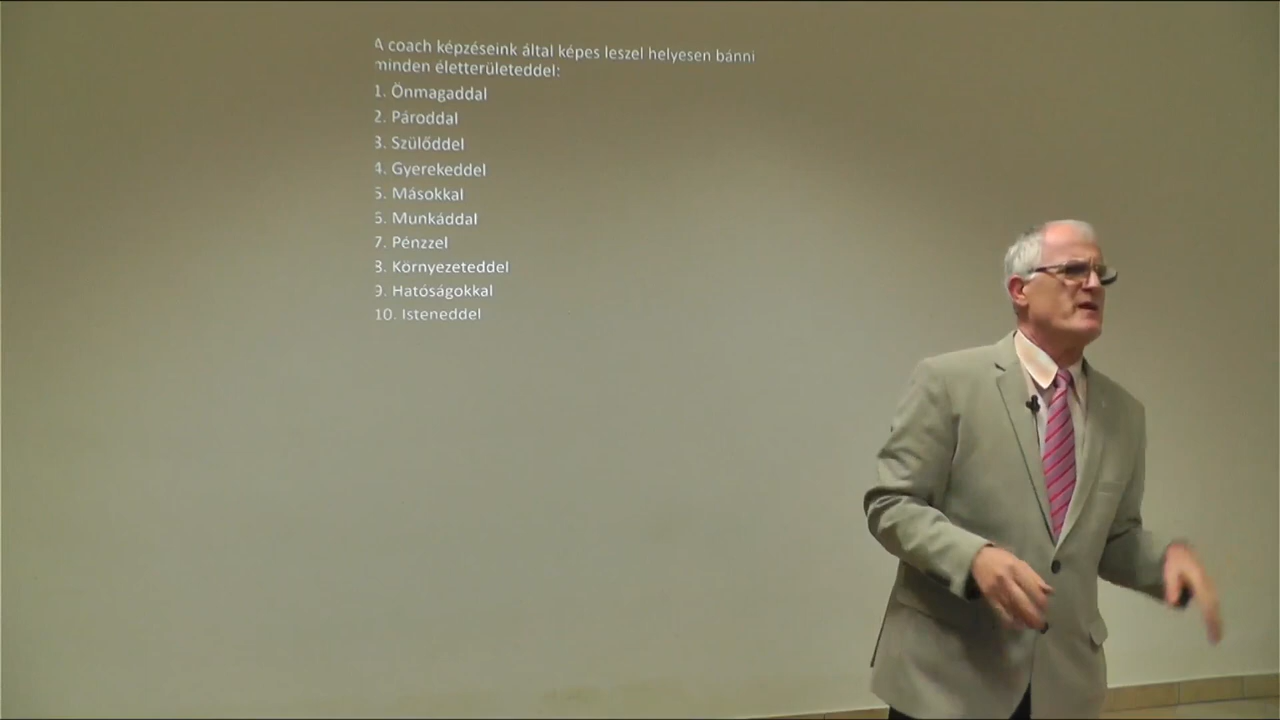 A coach képzéseink által képes leszel helyesen bánni
minden életterületeddel:
1. Önmagaddal
2. Pároddal
3. Szülőddel
4. Gyerekeddel
5. Másokkal
6. Munkáddal
7. Pénzzel
8. Környezeteddel
9. Hatóságokkal
10. Isteneddel